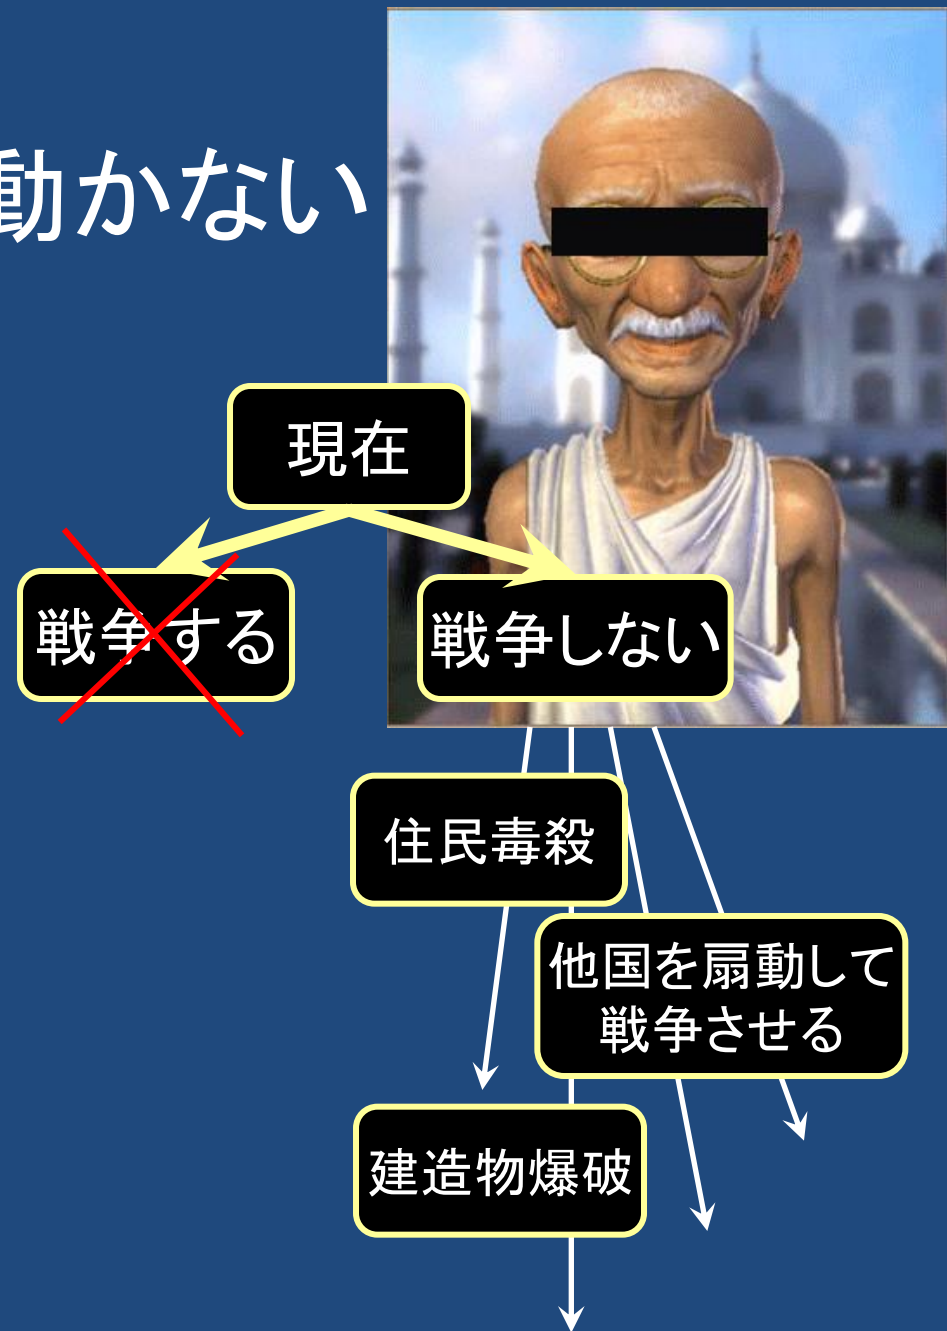 動かない
現在
戦争する
戦争しない
住民毒殺
他国を扇動して
戦争させる
建造物爆破